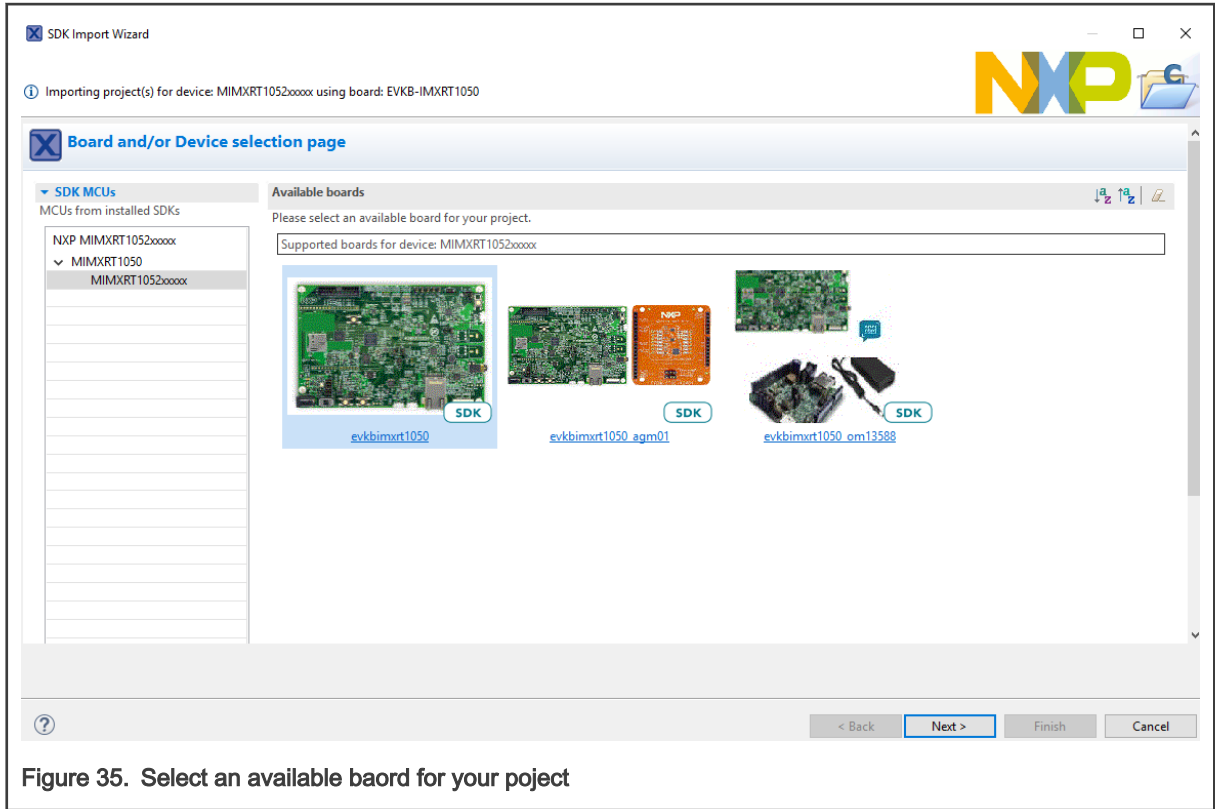 SDK Import Wizard
Importing project(s) for device: MIMXRT1052xxxxx using board: EVKB-IMXRT1050
NXP
C
Board and/or Device selection page
SDK MCUs
MCUs from installed SDKs
NXP MIMXRT1052xxxxx
MIMXRT1050
MIMXRT1052xxxxx
Available boards
Please select an available board for your project.
Supported boards for device: MIMXRT1052xxxxx
NXP
SDK
SDK
SDK
evkbimxrt1050
evkbimxrt1050_agm01
evkbimxrt1050_om13588
?
< Back
Next >
Finish
Cancel
Figure 35. Select an available baord for your poject